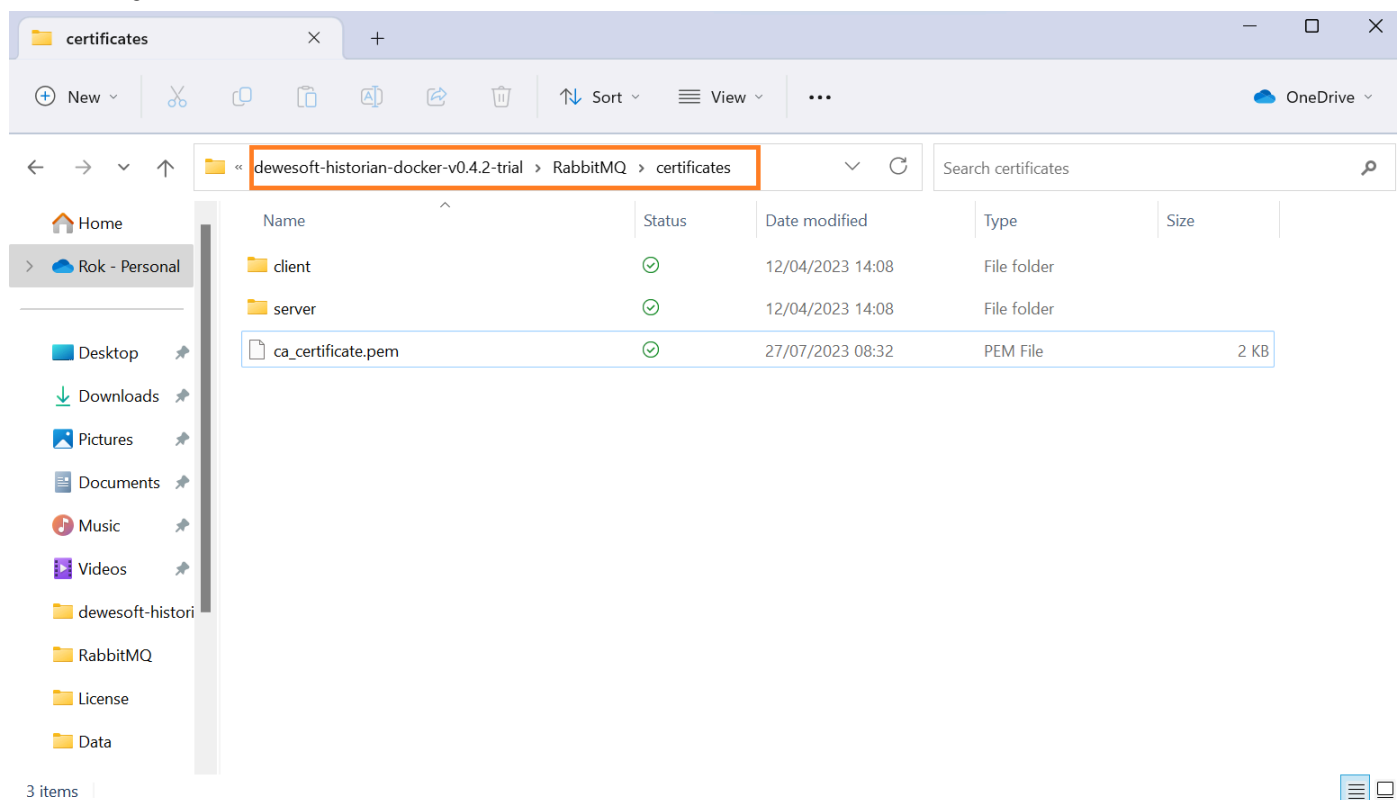 certificates
New
Sort
View
OneDrive
« dewesoft-historian-docker-v0.4.2-trial > RabbitMQ > certificates
Search certificates
Home
Rok - Personal
Desktop
Downloads
Pictures
Documents
Music
Videos
dewesoft-histori
RabbitMQ
License
Data
Name Status Date modified Type Size
client 12/04/2023 14:08 File folder
server 12/04/2023 14:08 File folder
ca_certificate.pem 27/07/2023 08:32 PEM File 2 KB
3 items